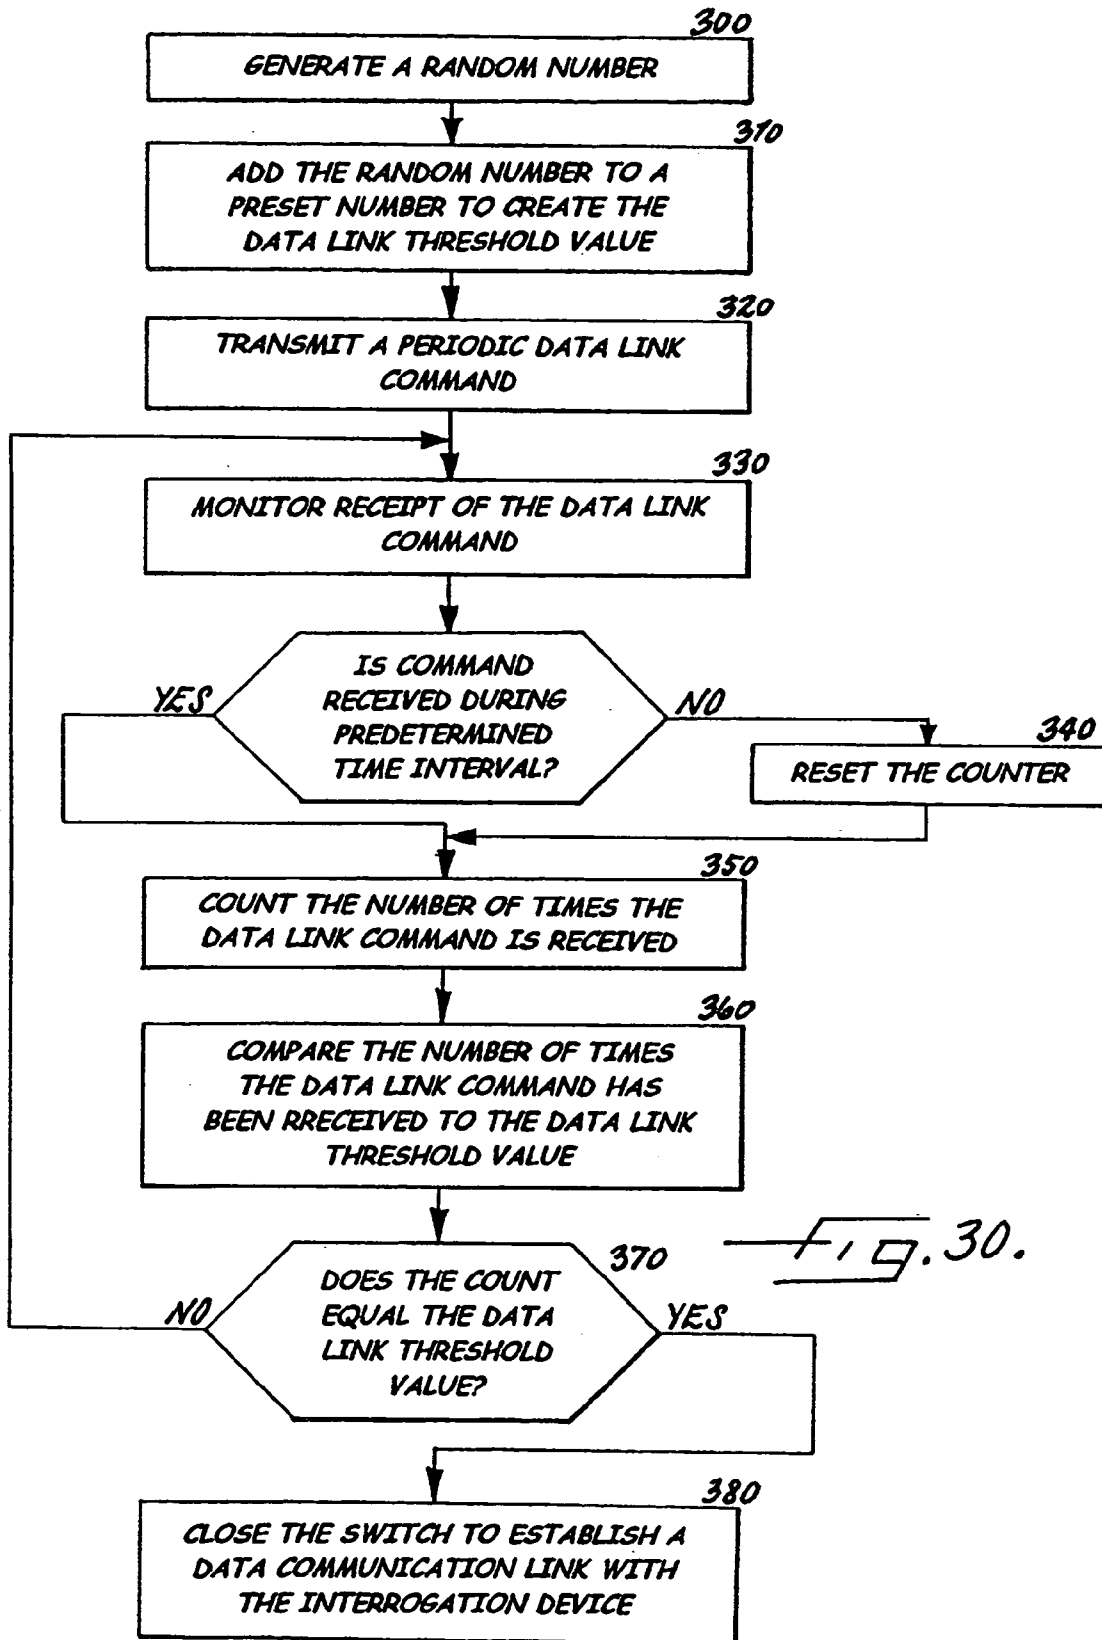 300
GENERATE A RANDOM NUMBER
310
ADD THE RANDOM NUMBER TO A
PRESET NUMBER TO CREATE THE
DATA LINK THRESHOLD VALUE
320
TRANSMIT A PERIODIC DATA LINK
COMMAND
330
MONITOR RECEIPT OF THE DATA LINK
COMMAND
IS COMMAND
RECEIVED DURING
PREDETERMINED
TIME INTERVAL?
YES
NO
340
RESET THE COUNTER
350
COUNT THE NUMBER OF TIMES THE
DATA LINK COMMAND IS RECEIVED
360
COMPARE THE NUMBER OF TIMES
THE DATA LINK COMMAND HAS
BEEN RRECEIVED TO THE DATA LINK
THRESHOLD VALUE
370
DOES THE COUNT
EQUAL THE DATA
LINK THRESHOLD
VALUE?
NO
YES
Fig. 30.
380
CLOSE THE SWITCH TO ESTABLISH A
DATA COMMUNICATION LINK WITH
THE INTERROGATION DEVICE